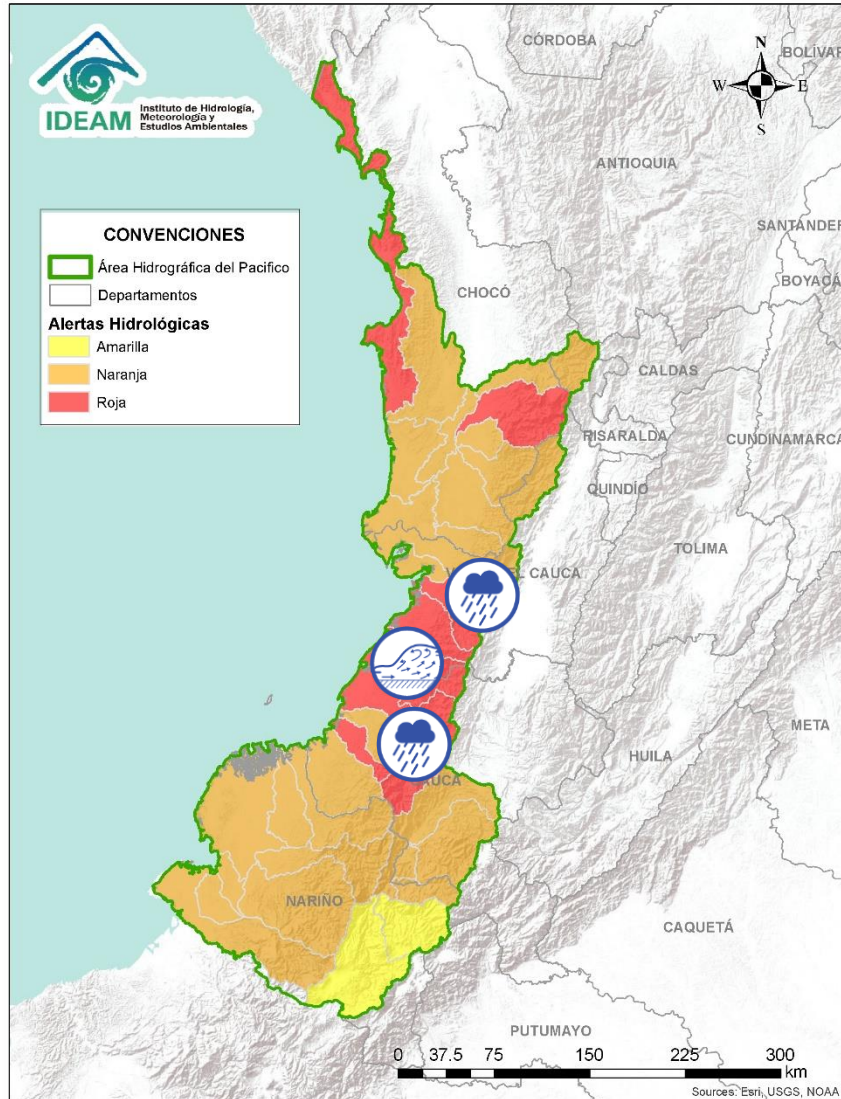 CÓRDOBA
BOLÍVAR
N
W E
S
IDEAM
Instituto de Hidrología,
Meteorología y
Estudios Ambientales
ANTIOQUIA
SANTANDER
BOYACÁ
CONVENCIONES
Área Hidrográfica del Pacifico
Departamentos
Alertas Hidrológicas
Amarilla
Naranja
Roja
CHOCÓ
CALDAS
RISARALDA
CUNDINAMARCA
QUINDÍO
TOLIMA
CAUCA
META
HUILA
NARIÑO
CAQUETÁ
PUTUMAYO
0 37.5 75 150 225 300
km
Sources: Esri, USGS, NOAA